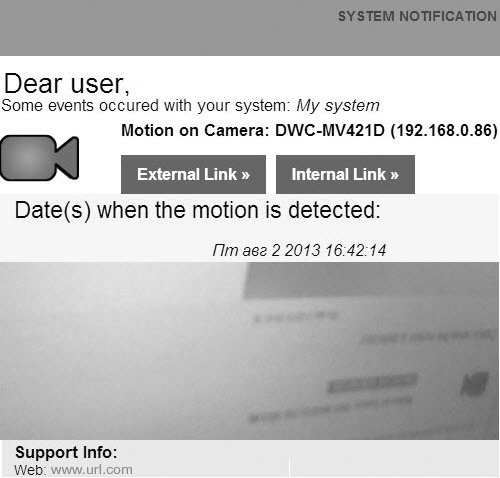 SYSTEM NOTIFICATION
Dear user,
Some events occured with your system: My system
Motion on Camera: DWC-MV421D (192.168.0.86)
External Link »
Internal Link »
Date(s) when the motion is detected:
Пт авг 2 2013 16:42:14
Support Info:
Web: www.url.com